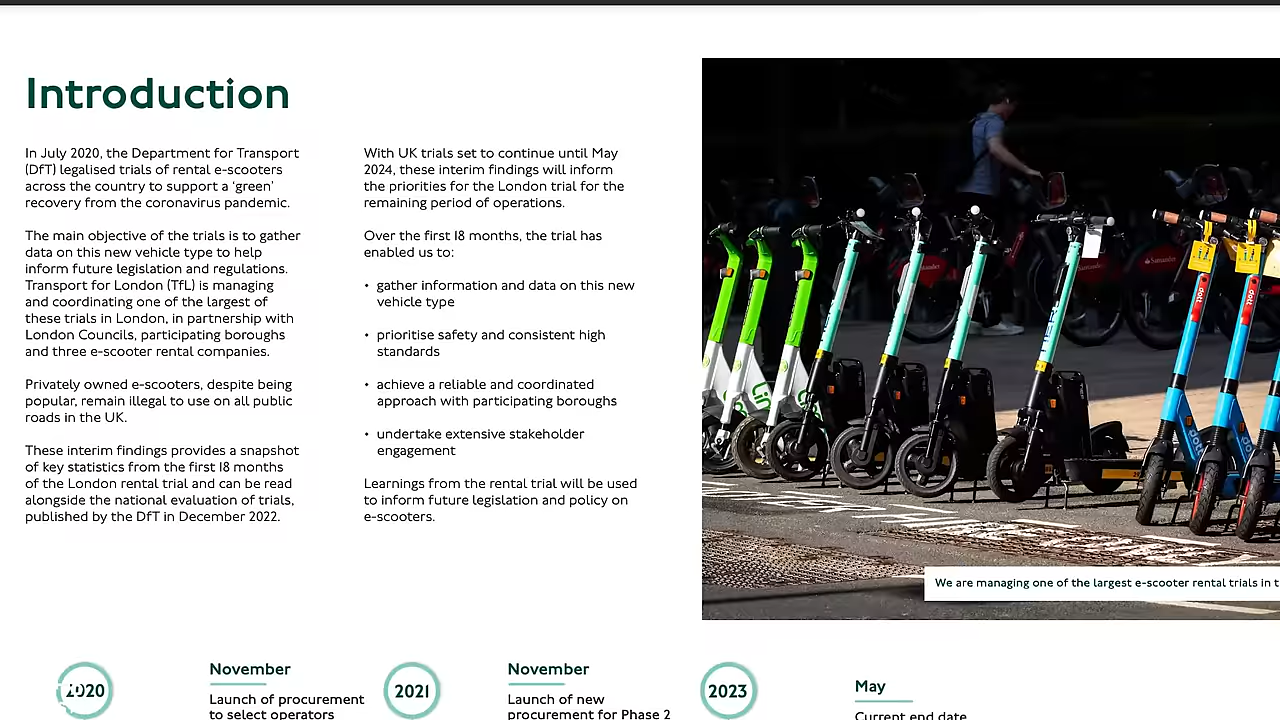 Introduction
In July 2020, the Department for Transport
(DfT) legalised trials of rental e-scooters
across the country to support a 'green'
recovery from the coronavirus pandemic.
The main objective of the trials is to gather
data on this new vehicle type to help
inform future legislation and regulations.
Transport for London (TfL) is managing
and coordinating one of the largest of
these trials in London, in partnership with
London Councils, participating boroughs
and three e-scooter rental companies.
Privately owned e-scooters, despite being
popular, remain illegal to use on all public
roads in the UK.
These interim findings provides a snapshot
of key statistics from the first 18 months
of the London rental trial and can be read
alongside the national evaluation of trials,
published by the DfT in December 2022.
With UK trials set to continue until May
2024, these interim findings will inform
the priorities for the London trial for the
remaining period of operations.
Over the first 18 months, the trial has
enabled us to:
• gather information and data on this new
vehicle type
• prioritise safety and consistent high
standards
• achieve a reliable and coordinated
approach with participating boroughs
• undertake extensive stakeholder
engagement
Learnings from the rental trial will be used
to inform future legislation and policy on
e-scooters.
Santander
Santander
dott
dott
We are managing one of the largest e-scooter rental trials in t
2020
November
Launch of procurement
to select operators
2021
November
Launch of new
procurement for Phase 2
2023
May
Current end date